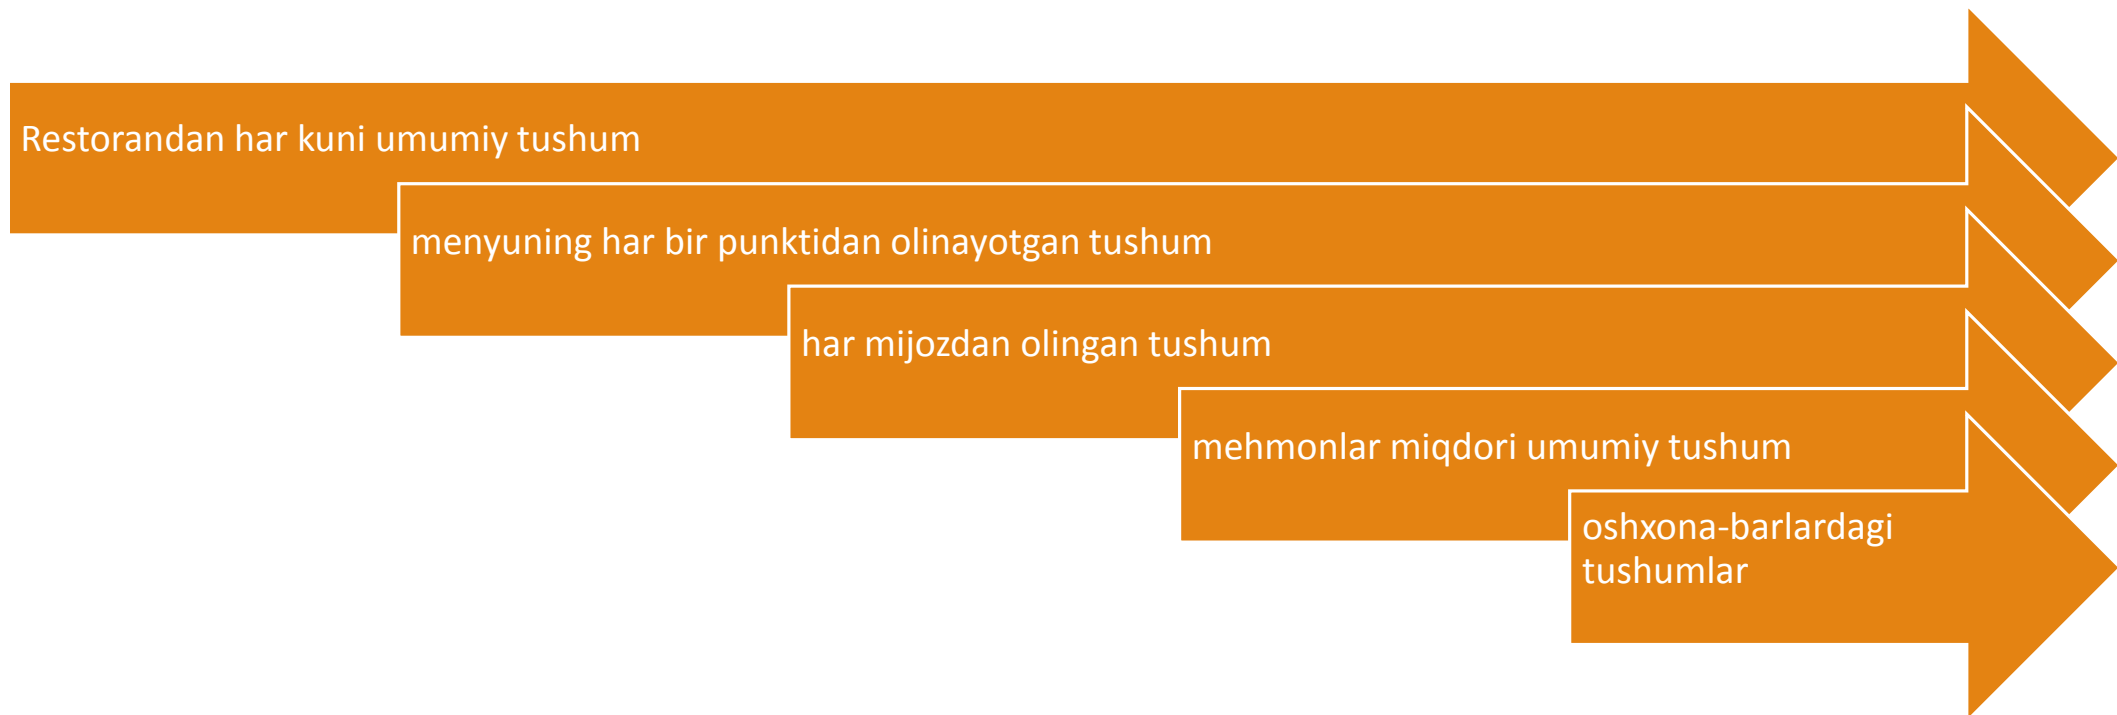 Restorandan har kuni umumiy tushum
menyuning har bir punktidan olinayotgan tushum
har mijozdan olingan tushum
mehmonlar miqdori umumiy tushum
oshxona-barlardagi
tushumlar